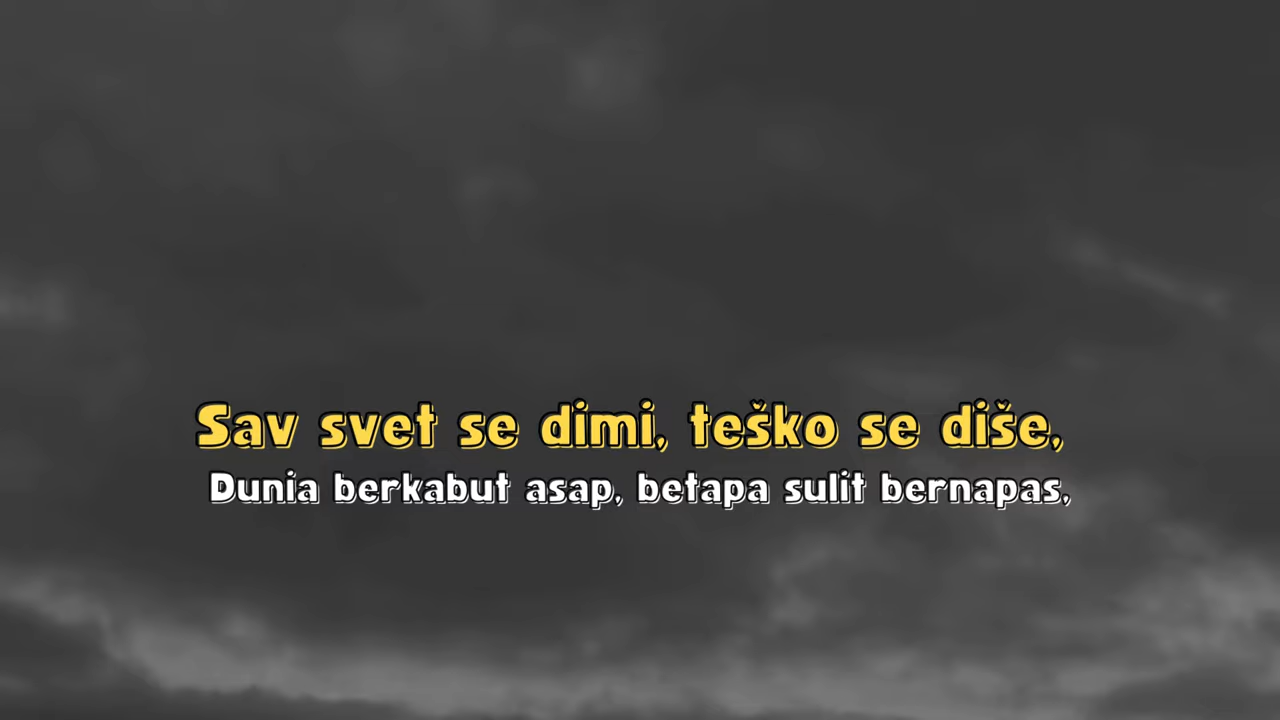 Sav svet se dimi, teško se diše,
Dunia berkabut asap, betapa sulit bernapas,